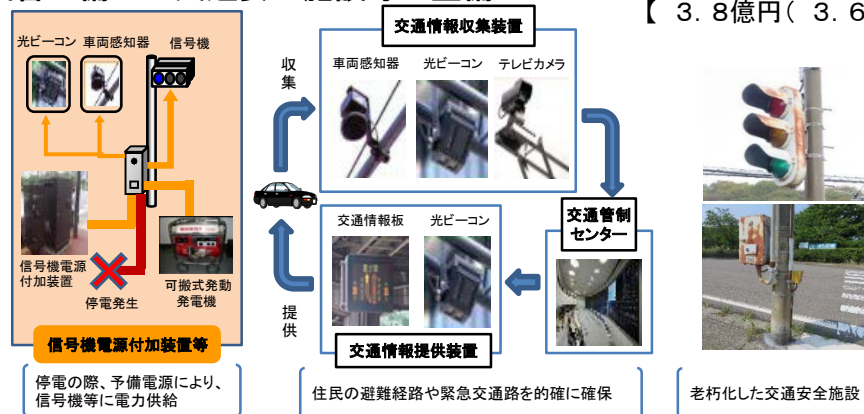 【 ３．８億円（ ３．６
光ビーコン 車両感知器 信号機
信号機電源
付加装置
停電発生
可搬式発動
発電機
信号機電源付加装置等
停電の際、予備電源により、
信号機等に電力供給
交通情報収集装置
収
集
車両感知器 光ビーコン テレビカメラ
交通管制
センター
交通情報板 光ビーコン
提
供
交通情報提供装置
住民の避難経路や緊急交通路を的確に確保
老朽化した交通安全施設